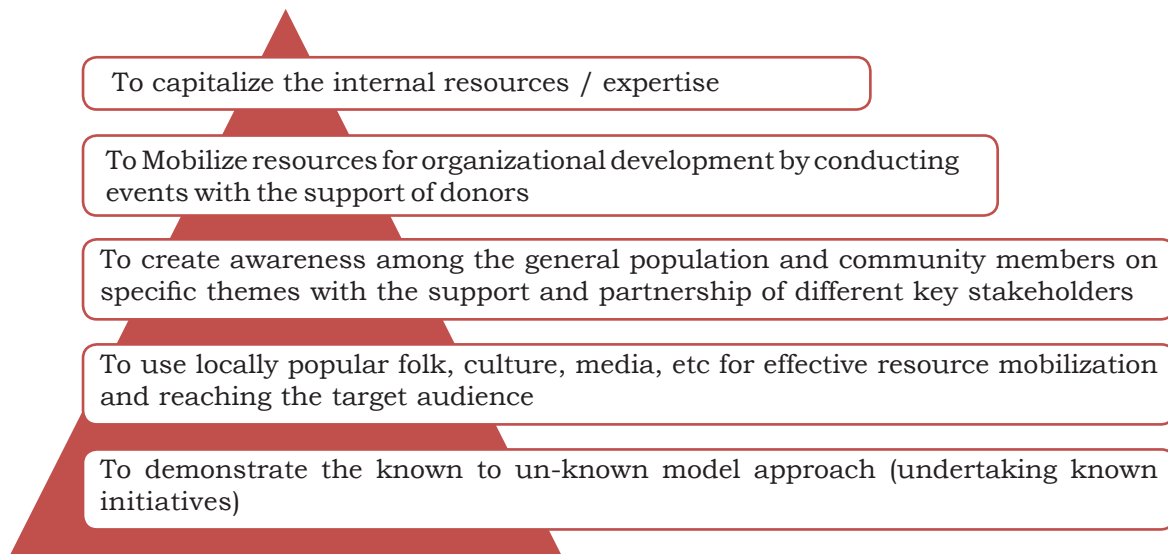 To capitalize the internal resources / expertise
To Mobilize resources for organizational development by conducting
events with the support of donors
To create awareness among the general population and community members on
specific themes with the support and partnership of different key stakeholders
To use locally popular folk, culture, media, etc for effective resource mobilization
and reaching the target audience
To demonstrate the known to un-known model approach (undertaking known
initiatives)